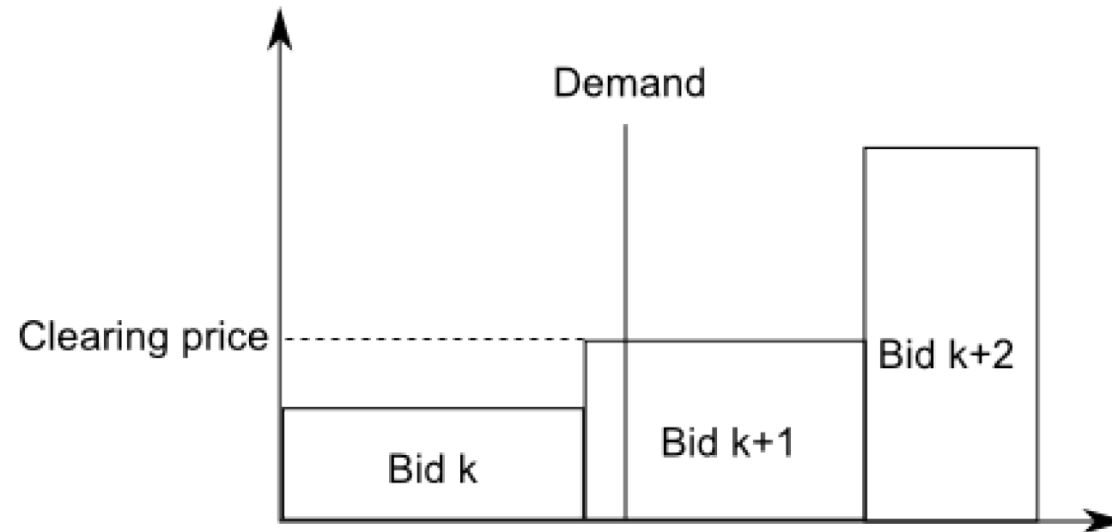 Demand
Clearing price
Bid k+2
Bid k+1
Bid k